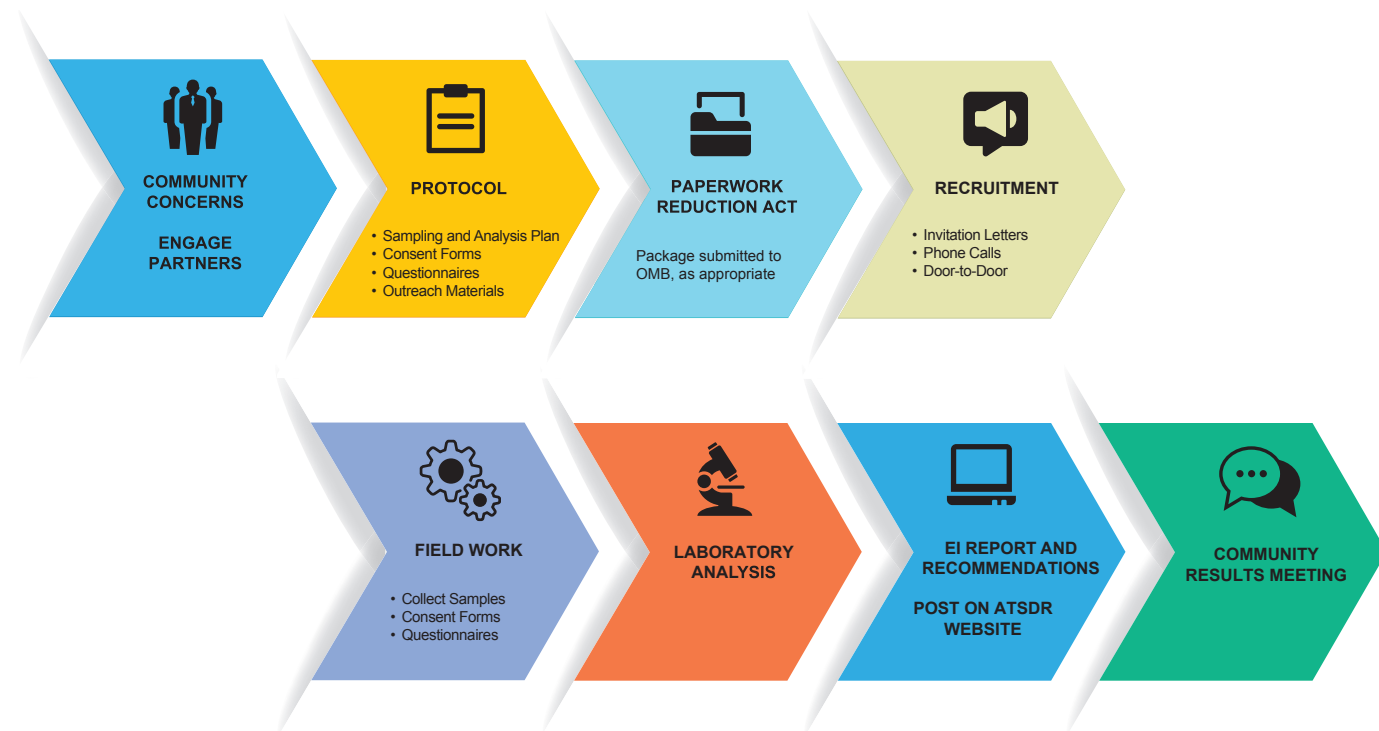 COMMUNITY
CONCERNS
ENGAGE
PARTNERS
PROTOCOL
• Sampling and Analysis Plan
• Consent Forms
• Questionnaires
• Outreach Materials
PAPERWORK
REDUCTION ACT
Package submitted to
OMB, as appropriate
RECRUITMENT
• Invitation Letters
• Phone Calls
• Door-to-Door
FIELD WORK
• Collect Samples
• Consent Forms
• Questionnaires
LABORATORY
ANALYSIS
EI REPORT AND
RECOMMENDATIONS
POST ON ATSDR
WEBSITE
COMMUNITY
RESULTS MEETING